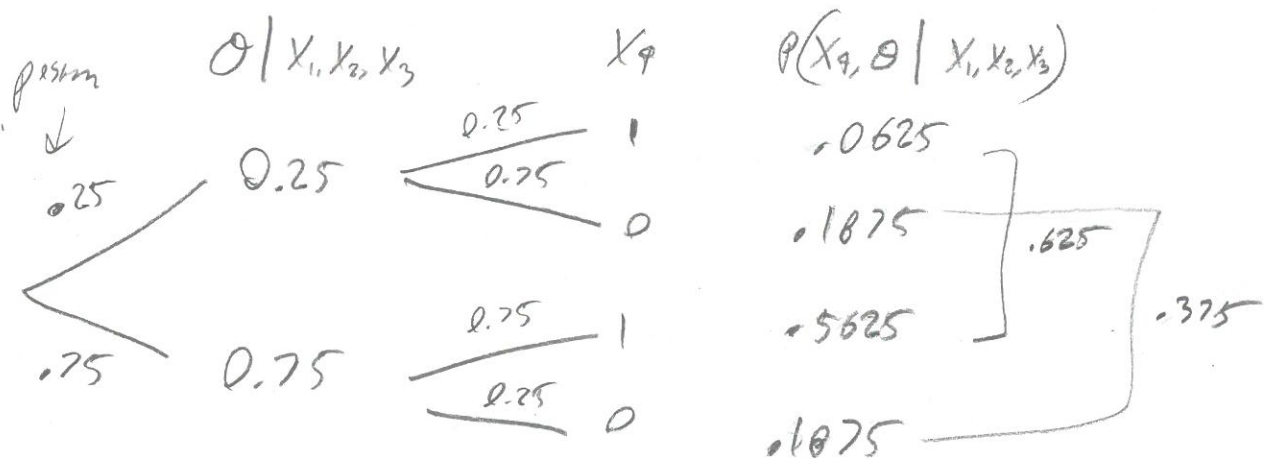 θ | X₁, X₂, X₃ X₄ P(X₄, θ | X₁, X₂, X₃)
.25 0.25 0.25 1 .0625
0.75 0 .1875 .625
.75 0.75 0.75 1 .5625 .375
0.25 0 .1875